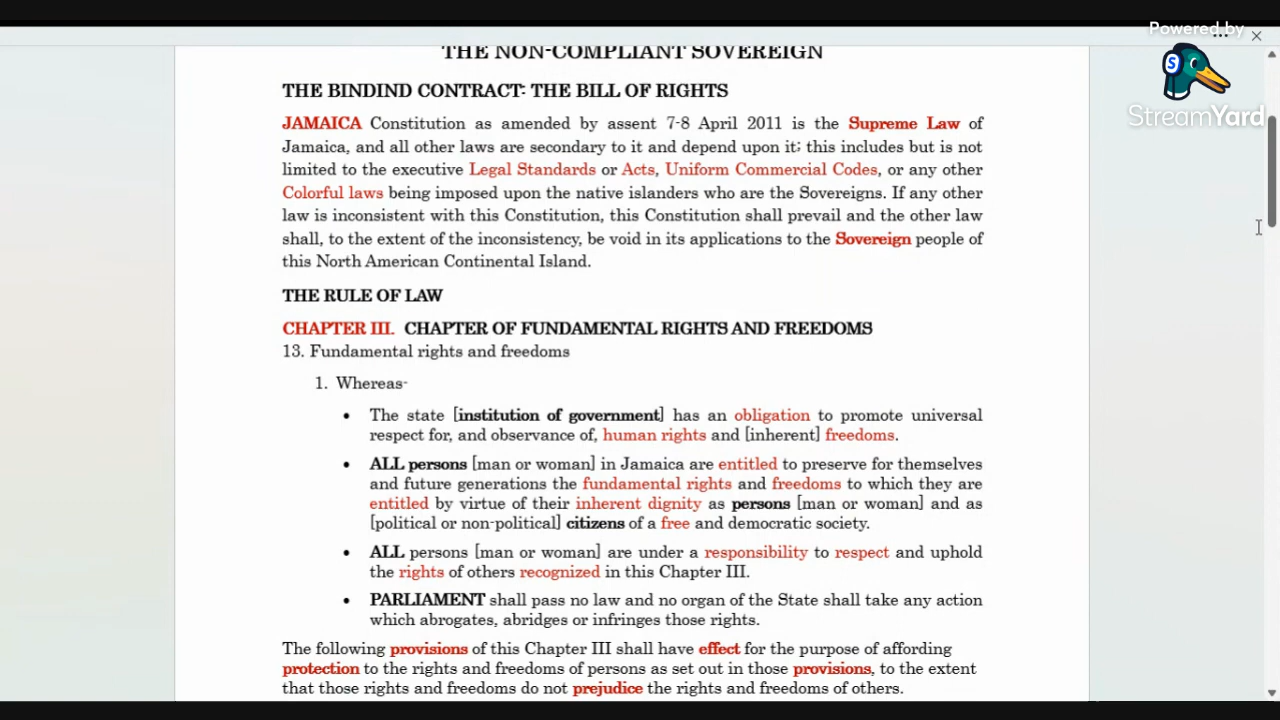 Powered by
StreamYard
THE NON-COMPLIANT SOVEREIGN
THE BINDIND CONTRACT: THE BILL OF RIGHTS
JAMAICA Constitution as amended by assent 7-8 April 2011 is the Supreme Law of
Jamaica, and all other laws are secondary to it and depend upon it; this includes but is not
limited to the executive Legal Standards or Acts, Uniform Commercial Codes, or any other
Colorful laws being imposed upon the native islanders who are the Sovereigns. If any other
law is inconsistent with this Constitution, this Constitution shall prevail and the other law
shall, to the extent of the inconsistency, be void in its applications to the Sovereign people of
this North American Continental Island.
THE RULE OF LAW
CHAPTER III. CHAPTER OF FUNDAMENTAL RIGHTS AND FREEDOMS
13. Fundamental rights and freedoms
1. Whereas-
• The state [institution of government] has an obligation to promote universal
respect for, and observance of, human rights and [inherent] freedoms.
• ALL persons [man or woman] in Jamaica are entitled to preserve for themselves
and future generations the fundamental rights and freedoms to which they are
entitled by virtue of their inherent dignity as persons [man or woman] and as
[political or non-political] citizens of a free and democratic society.
• ALL persons [man or woman] are under a responsibility to respect and uphold
the rights of others recognized in this Chapter III.
• PARLIAMENT shall pass no law and no organ of the State shall take any action
which abrogates, abridges or infringes those rights.
The following provisions of this Chapter III shall have effect for the purpose of affording
protection to the rights and freedoms of persons as set out in those provisions, to the extent
that those rights and freedoms do not prejudice the rights and freedoms of others.